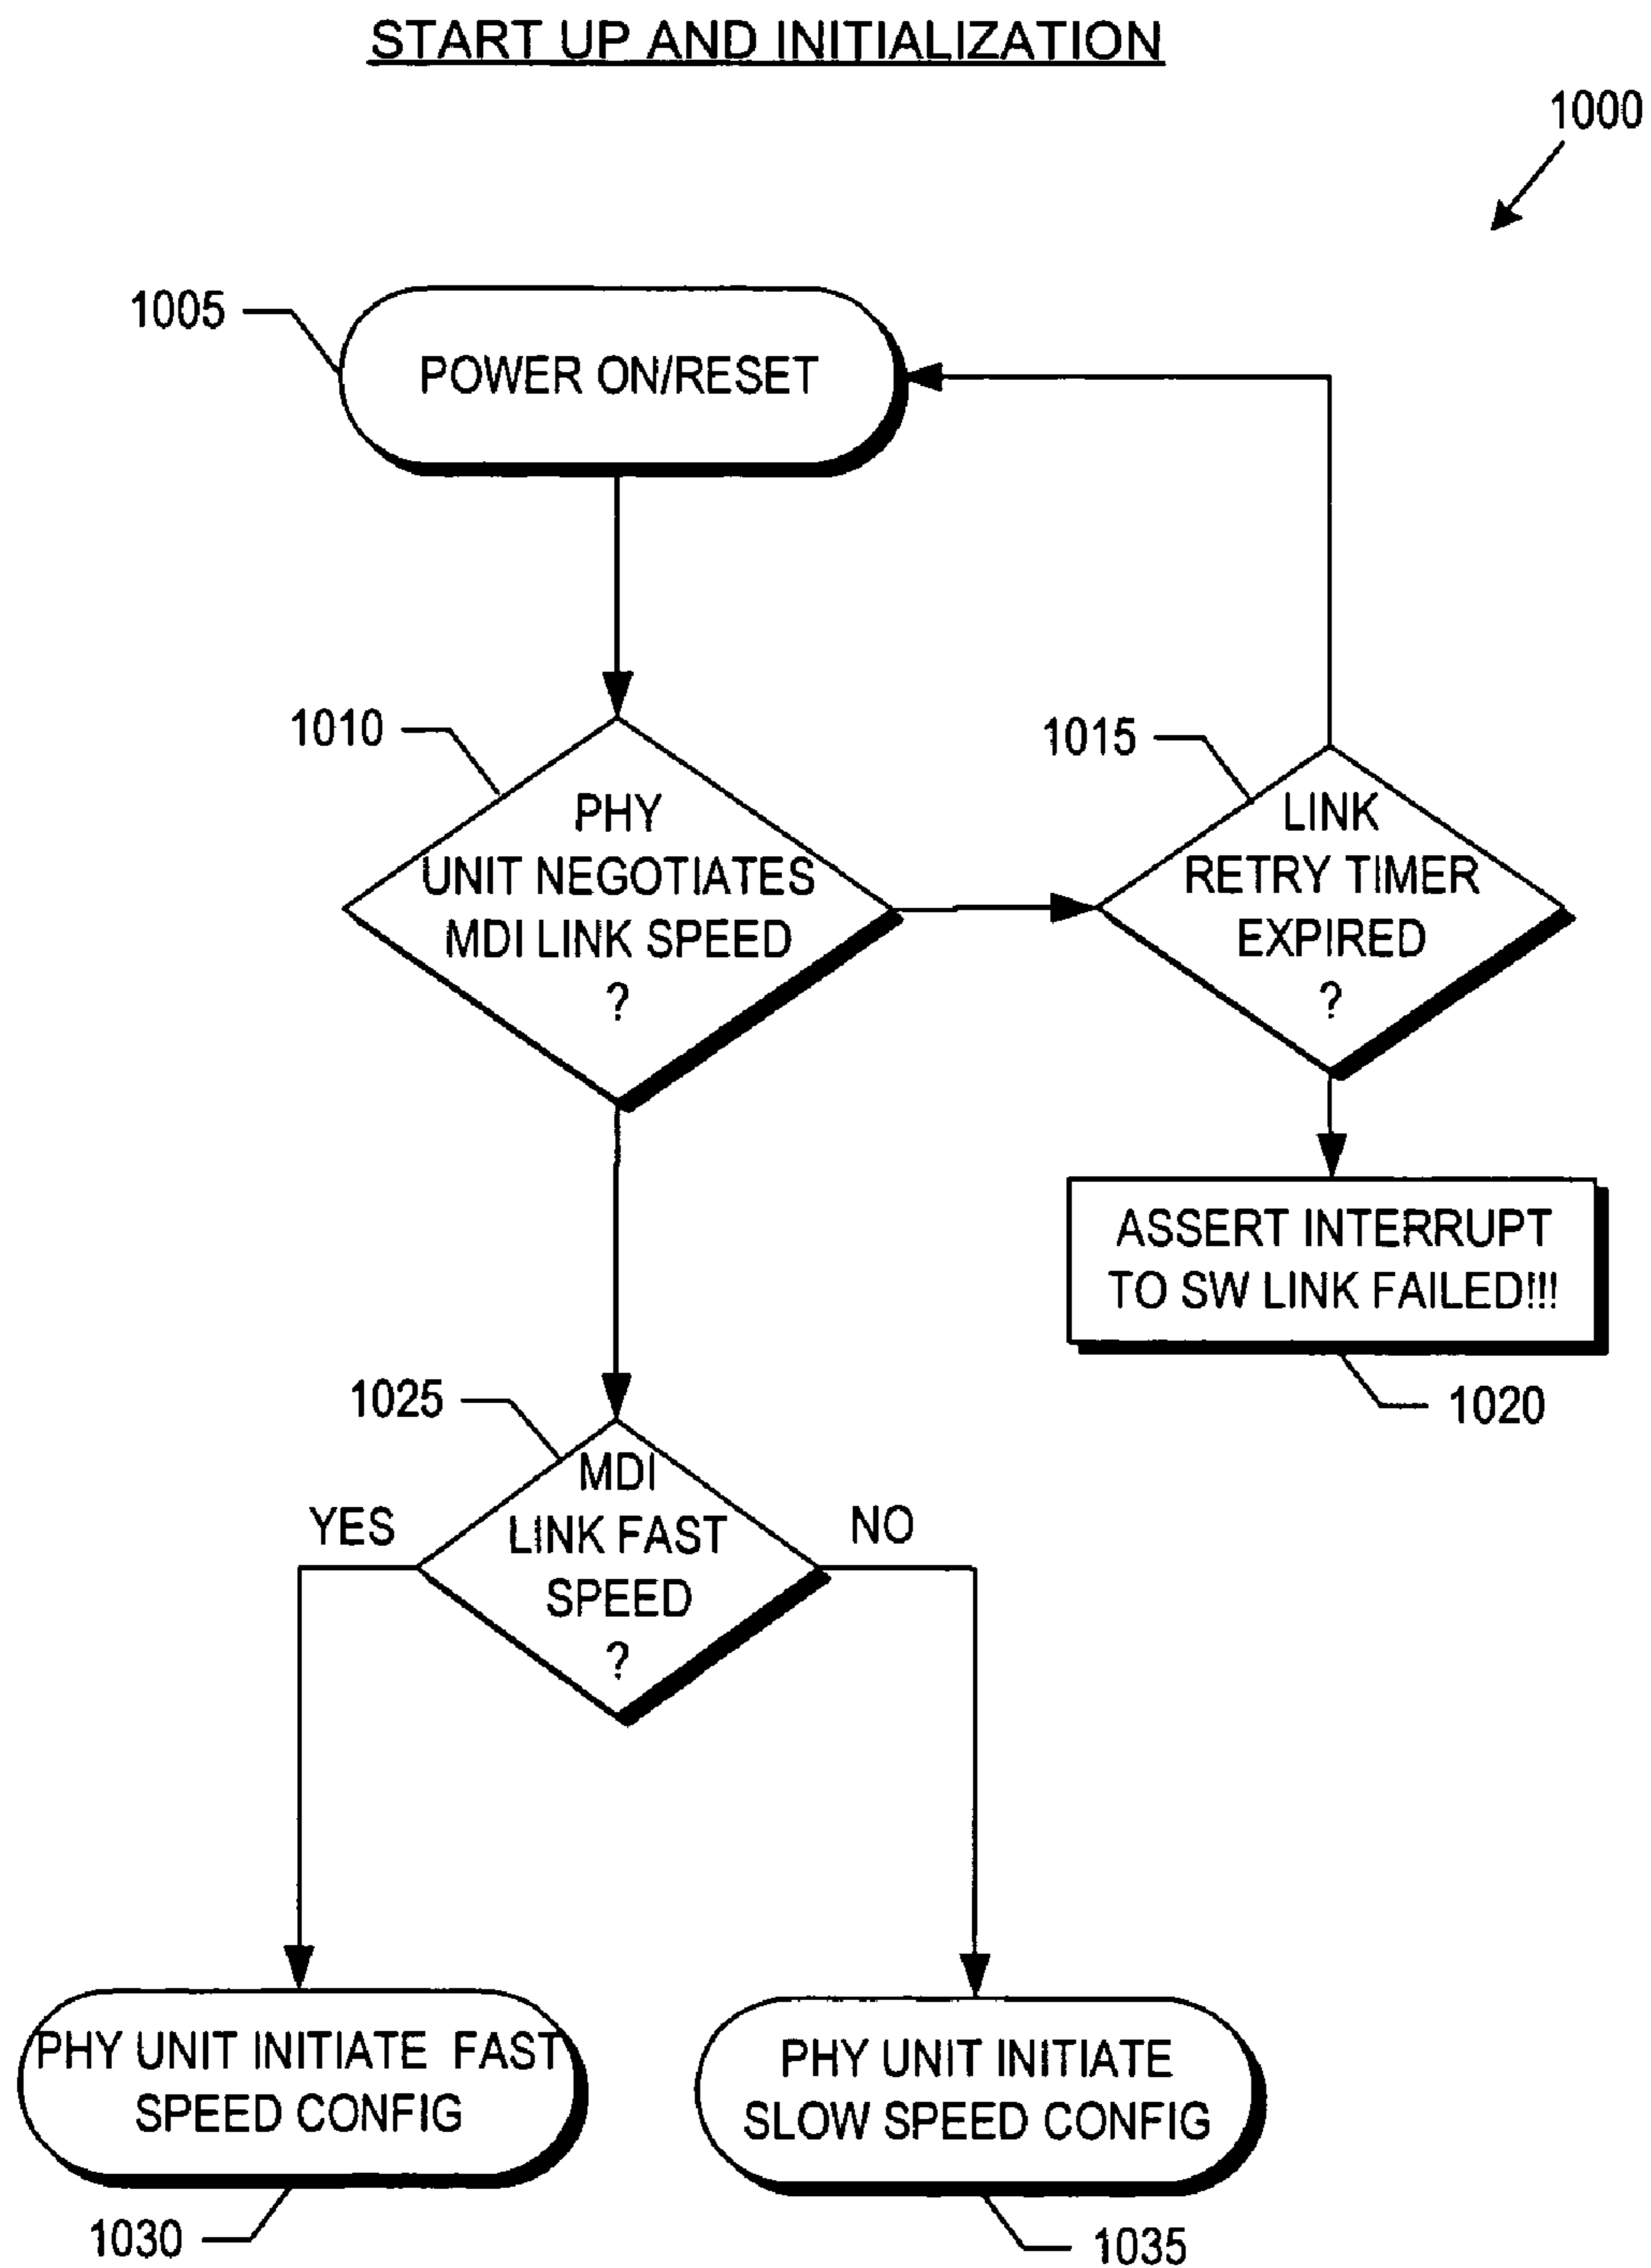 START UP AND INITIALIZATION
1000
1005
POWER ON/RESET
1010
PHY
UNIT NEGOTIATES
MDI LINK SPEED
?
1015
LINK
RETRY TIMER
EXPIRED
?
ASSERT INTERRUPT
TO SW LINK FAILED!!!
1020
1025
MDI
LINK FAST
SPEED
?
YES
NO
PHY UNIT INITIATE FAST
SPEED CONFIG
1030
PHY UNIT INITIATE
SLOW SPEED CONFIG
1035